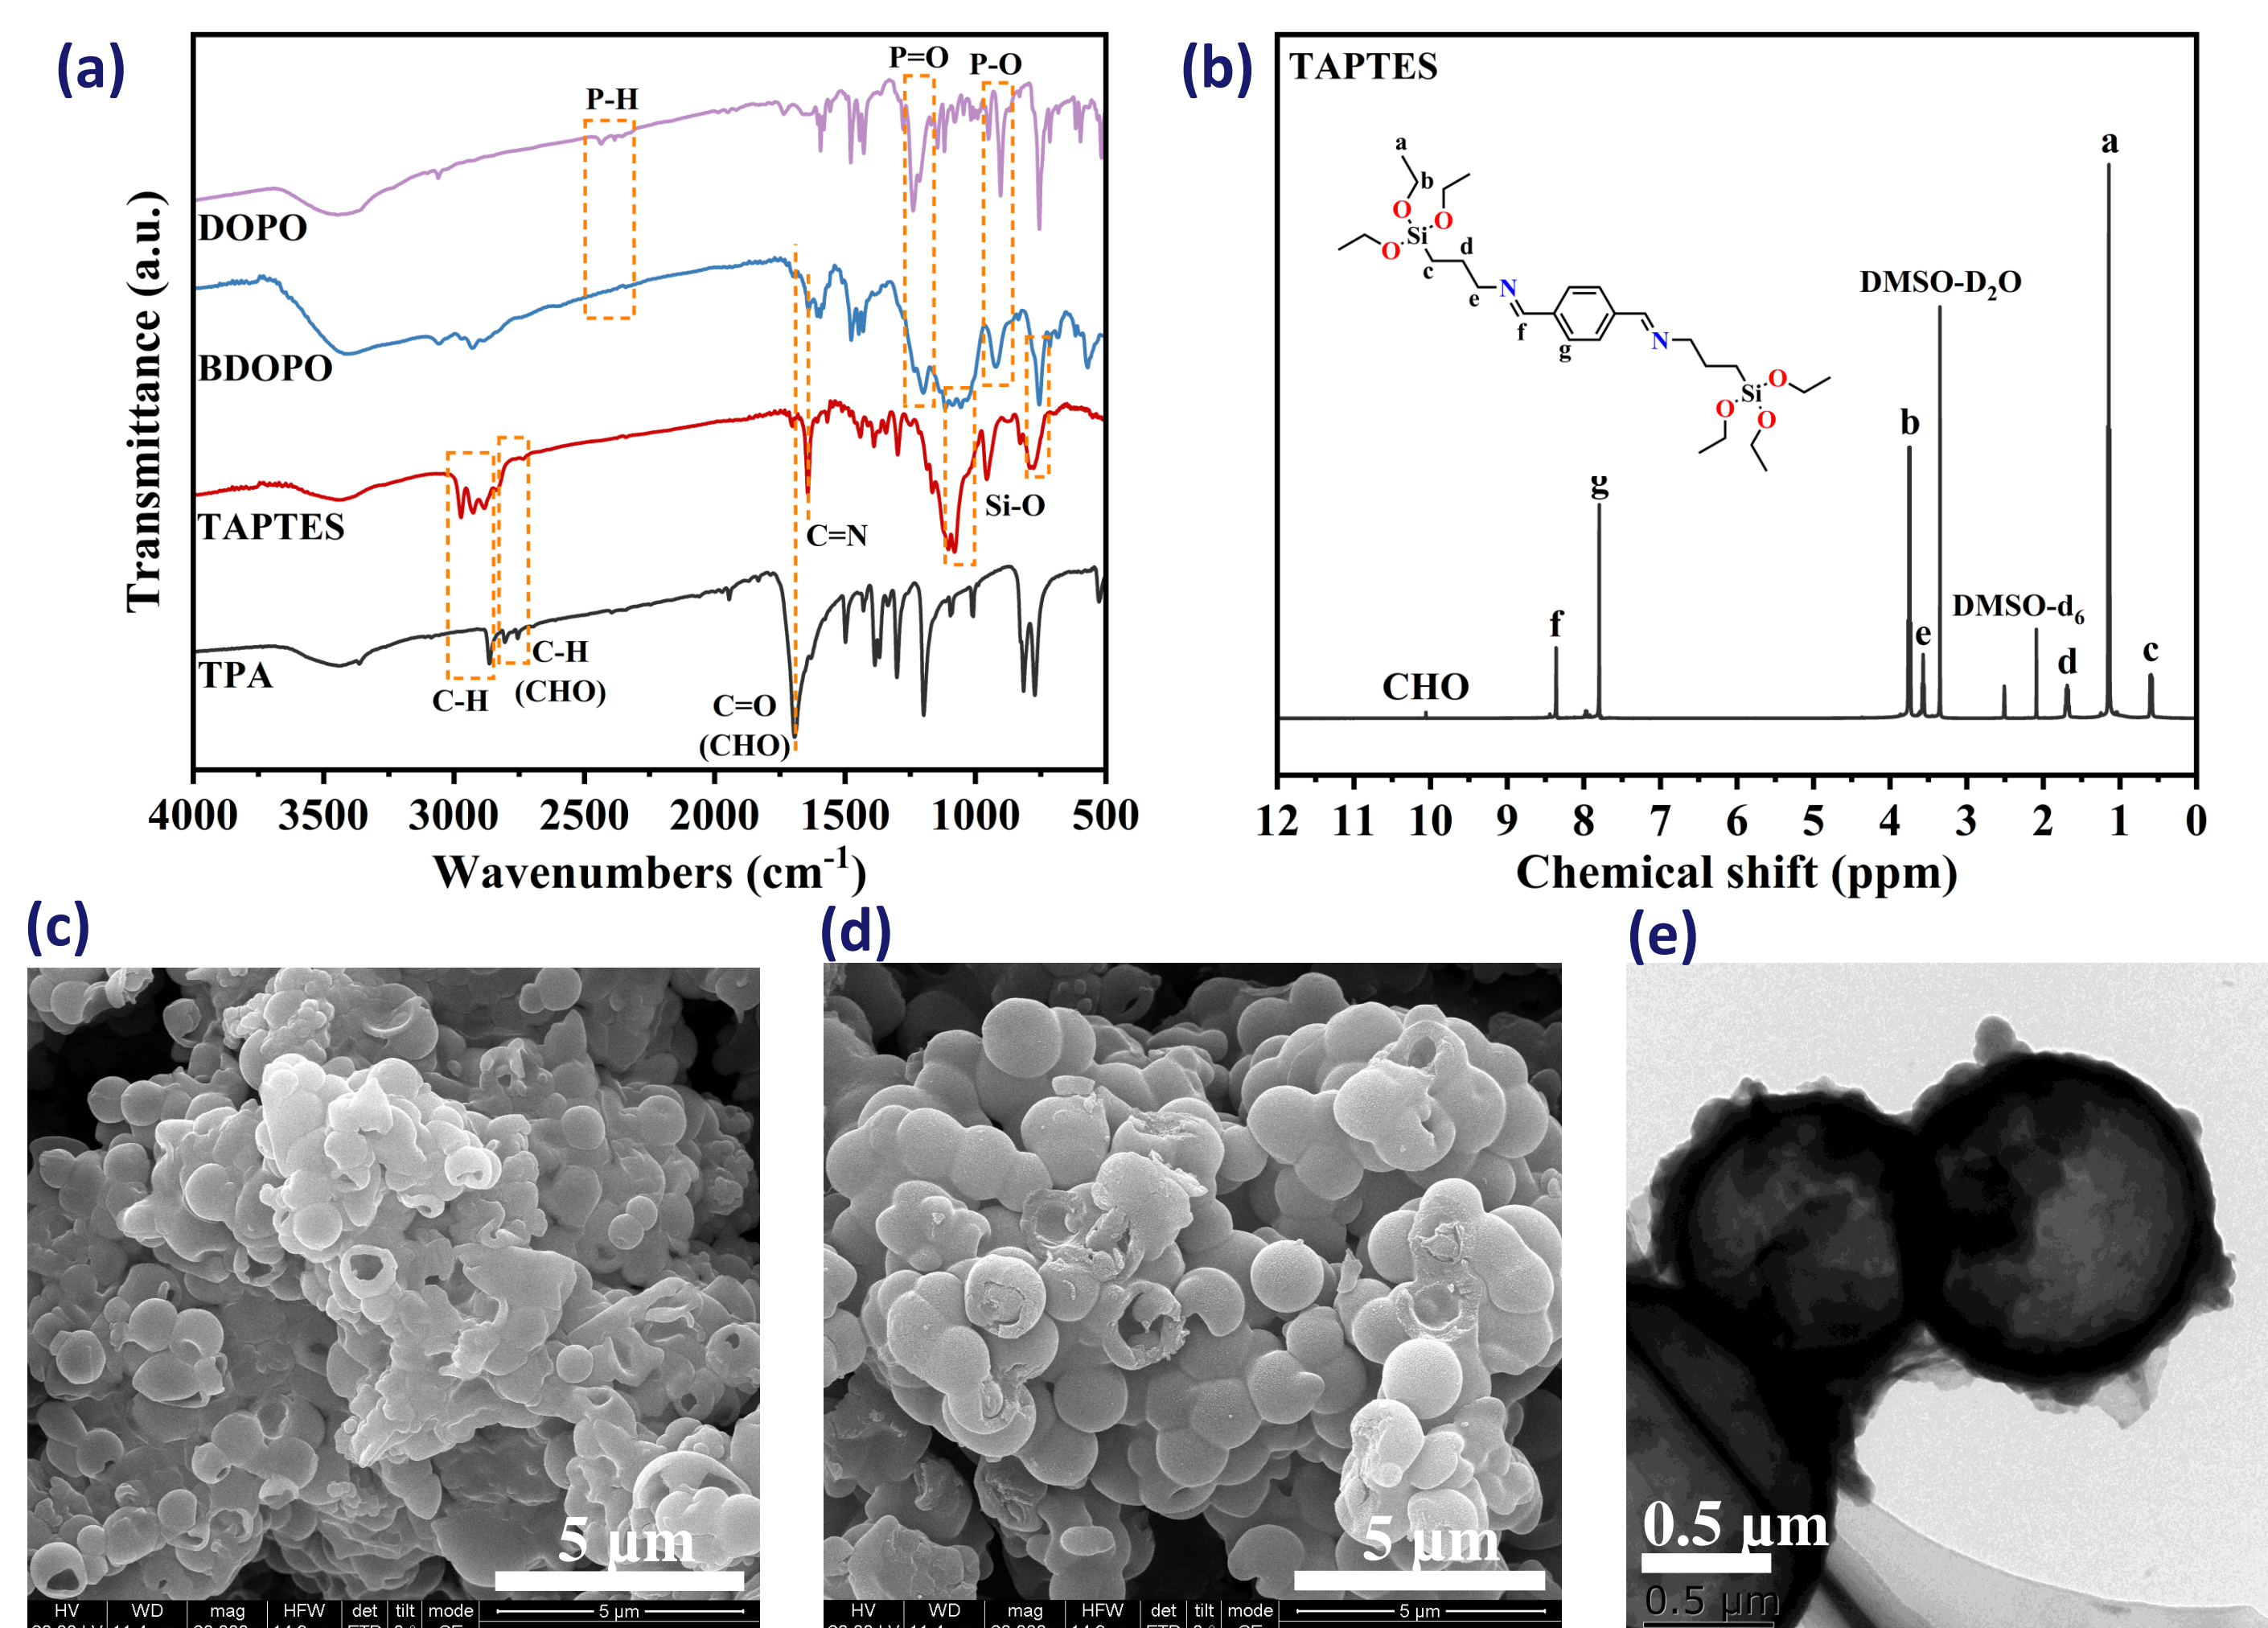 (a)
P=O
P-O
P-H
DOPO
BDOPO
TAPTES
TPA
C=N
Si-O
C-H
C-H
(CHO)
C=O
(CHO)
Transmittance (a.u.)
4000 3500 3000 2500 2000 1500 1000 500
Wavenumbers (cm⁻¹)
(b)
TAPTES
a
b
O
O
O
Si
d
c
e
N
f
g
N
Si
O
O
O
DMSO-D₂O
a
b
g
f
e
DMSO-d₆
d
c
CHO
12 11 10 9 8 7 6 5 4 3 2 1 0
Chemical shift (ppm)
(c)
5 μm
HV WD mag HFW det tilt mode
5 μm
(d)
5 μm
HV WD mag HFW det tilt mode
5 μm
(e)
0.5 μm
0.5 μm